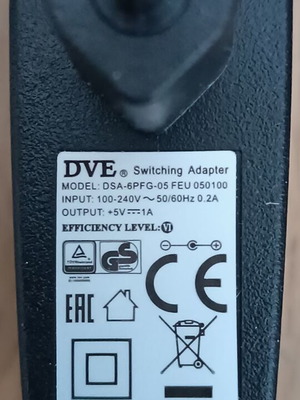 DVE® Switching Adapter
MODEL: DSA-6PFG-05 FEU 050100
INPUT: 100-240V ~ 50/60Hz 0.2A
OUTPUT: +5V⎓1A
EFFICIENCY LEVEL: VI
GS CE
EAC